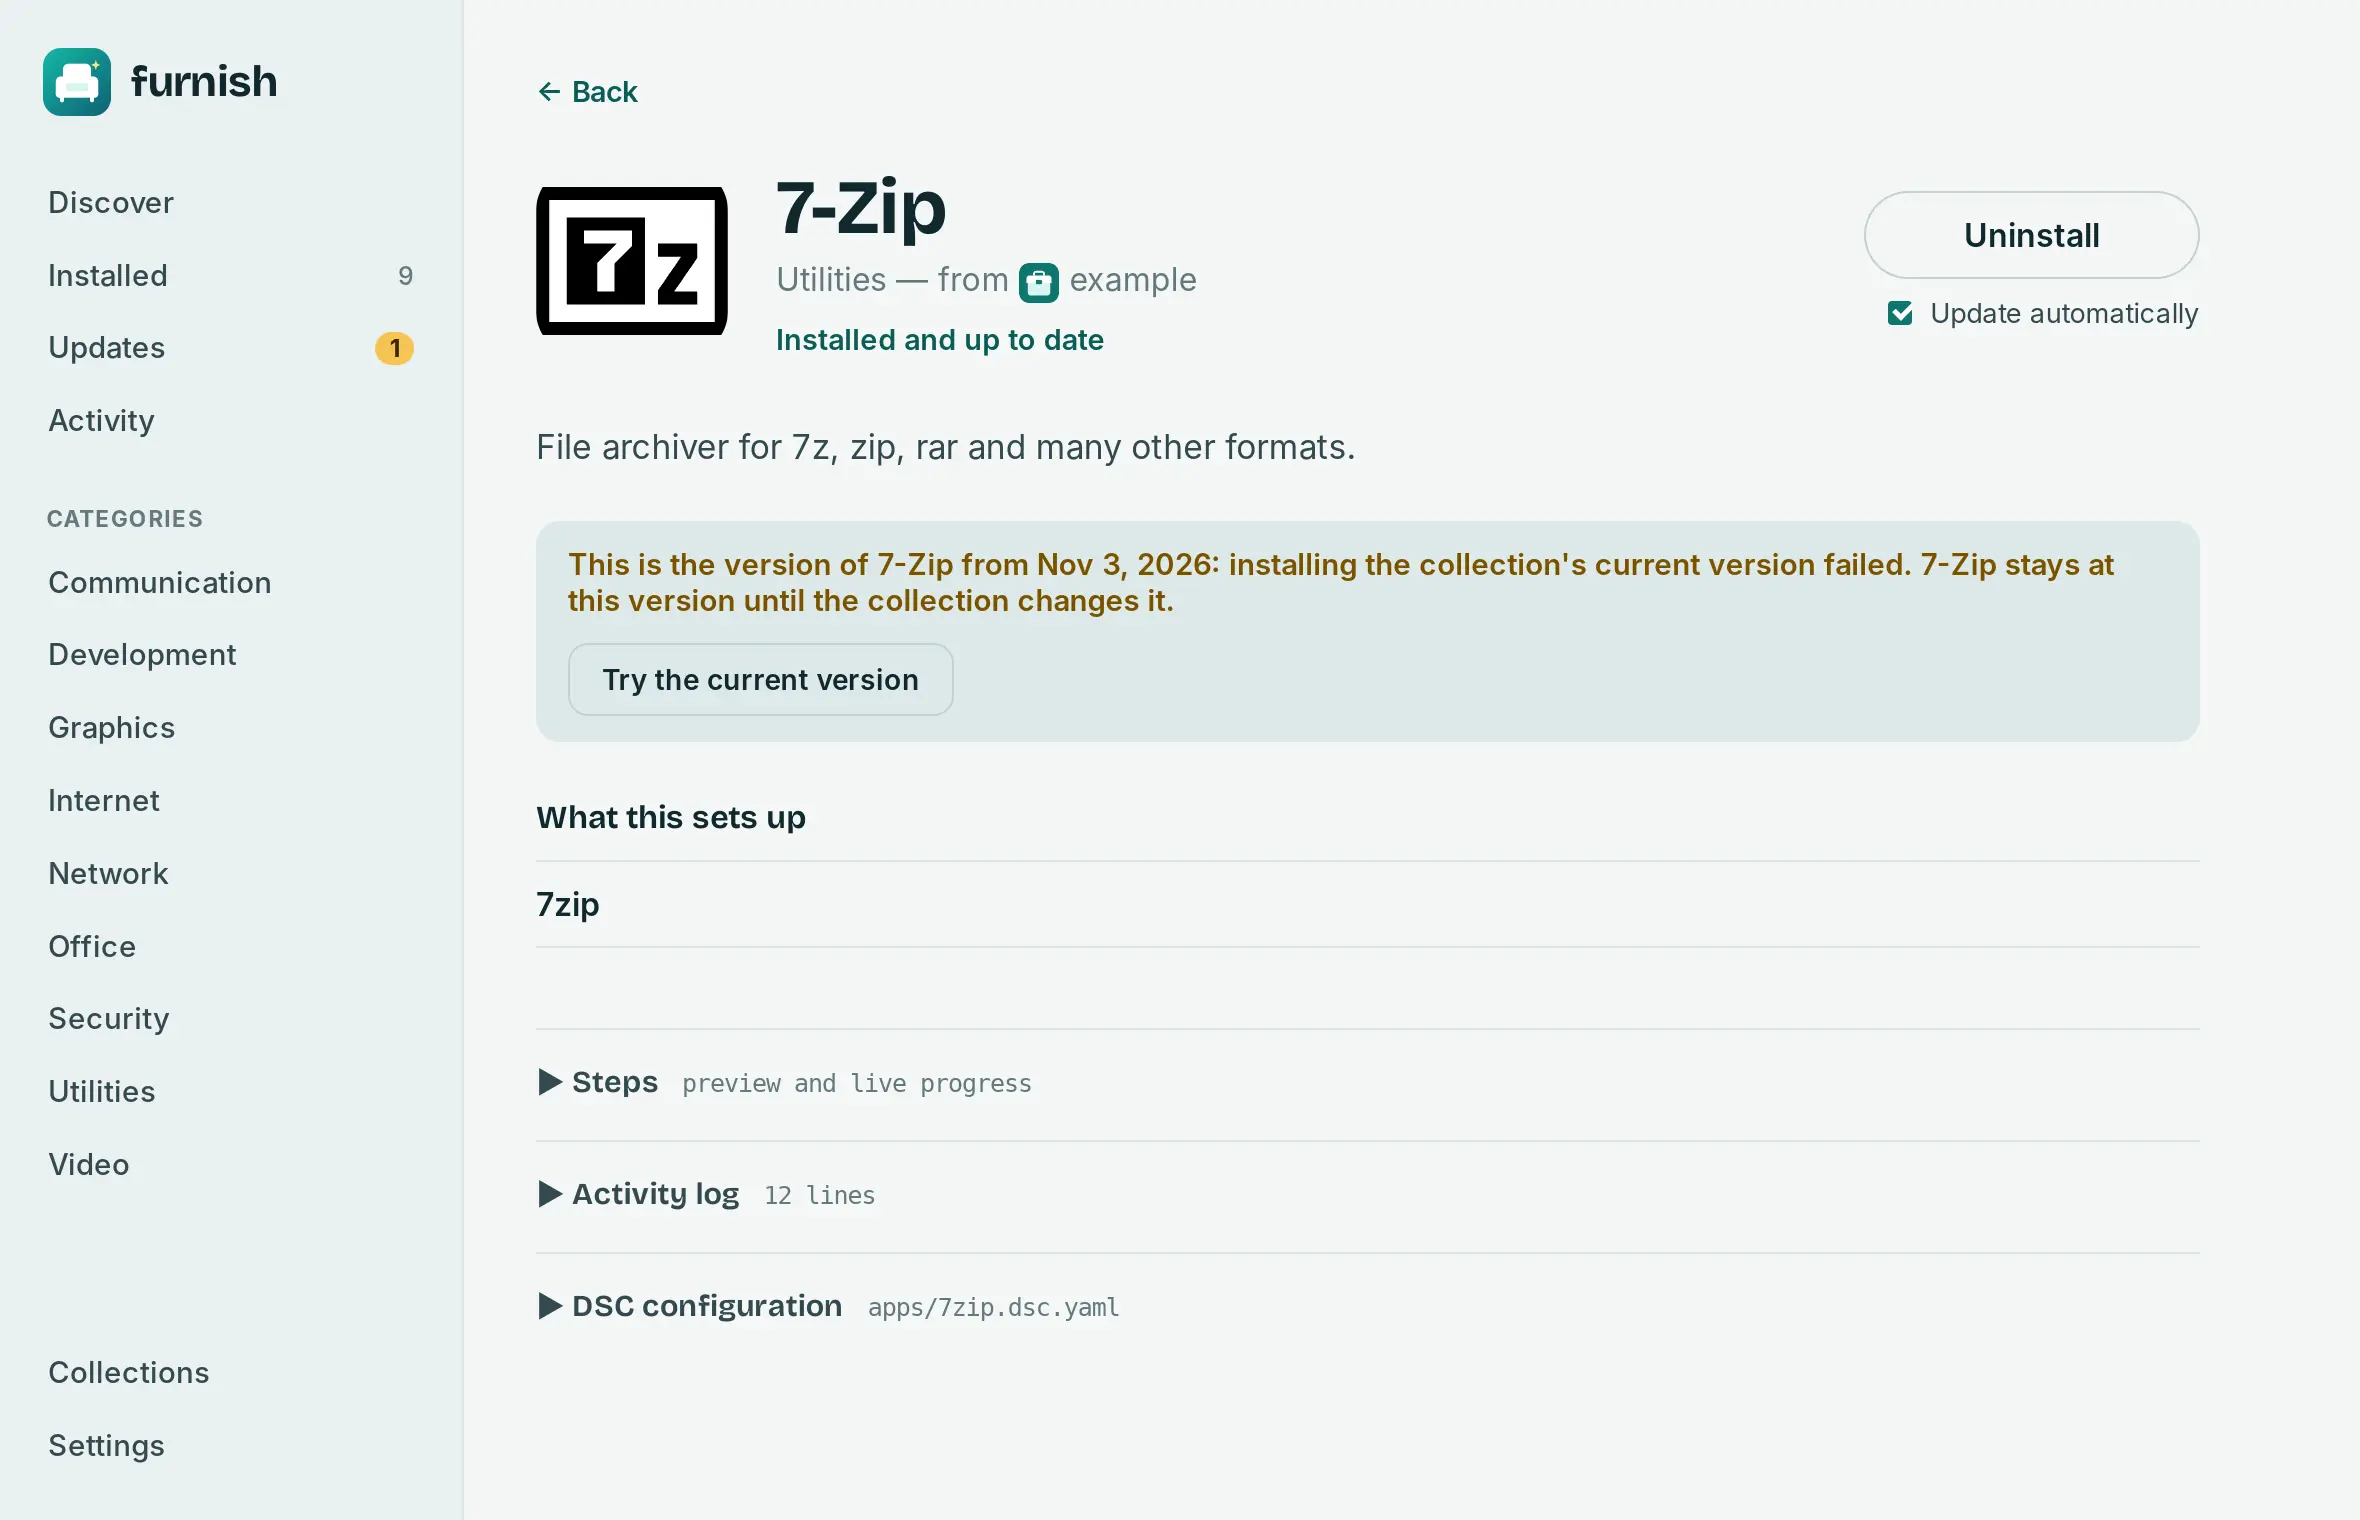 furnish
Discover
Installed 9
Updates 1
Activity
CATEGORIES
Communication
Development
Graphics
Internet
Network
Office
Security
Utilities
Video
Collections
Settings
← Back
7z
7-Zip
Utilities — from example
Installed and up to date
Uninstall
Update automatically
File archiver for 7z, zip, rar and many other formats.
This is the version of 7-Zip from Nov 3, 2026: installing the collection's current version failed. 7-Zip stays at
this version until the collection changes it.
Try the current version
What this sets up
7zip
Steps preview and live progress
Activity log 12 lines
DSC configuration apps/7zip.dsc.yaml